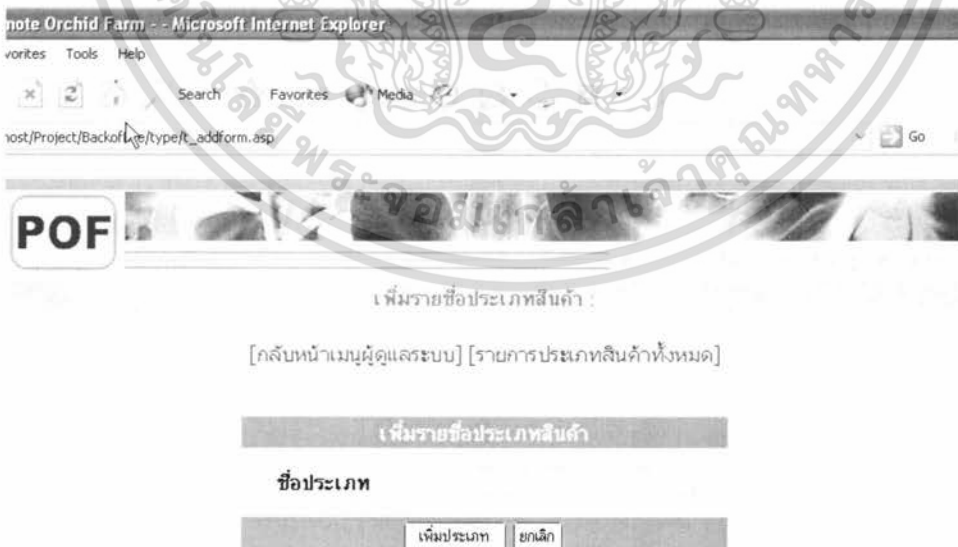 note Orchid Farm - - Microsoft Internet Explorer
vorites Tools Help
Search Favorites Media
host/Project/Backoffice/type/t_addform.asp Go
POF
เพิ่มรายชื่อประเภทสินค้า :
[กลับหน้าเมนูผู้ดูแลระบบ] [รายการประเภทสินค้าทั้งหมด]
เพิ่มรายชื่อประเภทสินค้า
ชื่อประเภท
เพิ่มประเภท ยกเลิก